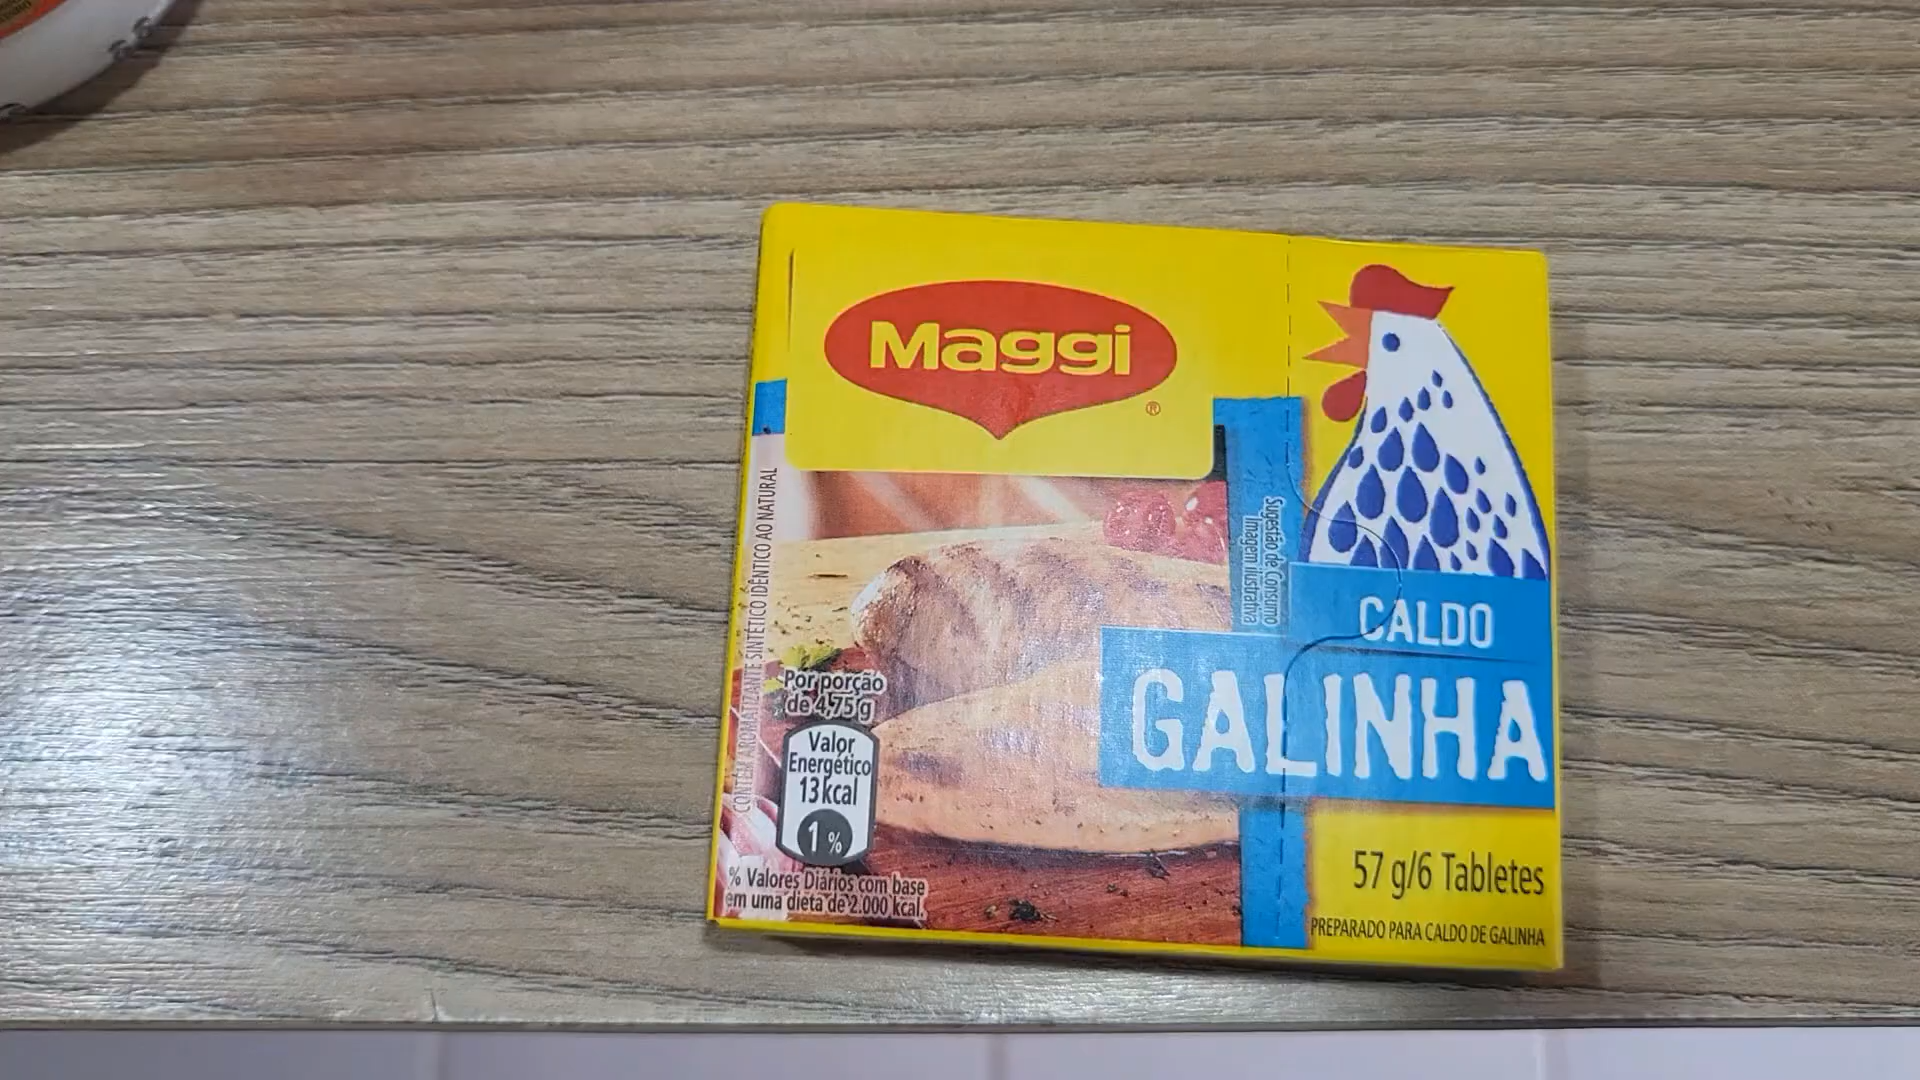 Maggi
®
CONTÉM AROMATIZANTE SINTÉTICO IDÊNTICO AO NATURAL
Sugestão de Consumo
Imagem ilustrativa
CALDO
GALINHA
Por porção
de 4,75 g
Valor
Energético
13 kcal
1 %
% Valores Diários com base
em uma dieta de 2.000 kcal.
57 g/6 Tabletes
PREPARADO PARA CALDO DE GALINHA